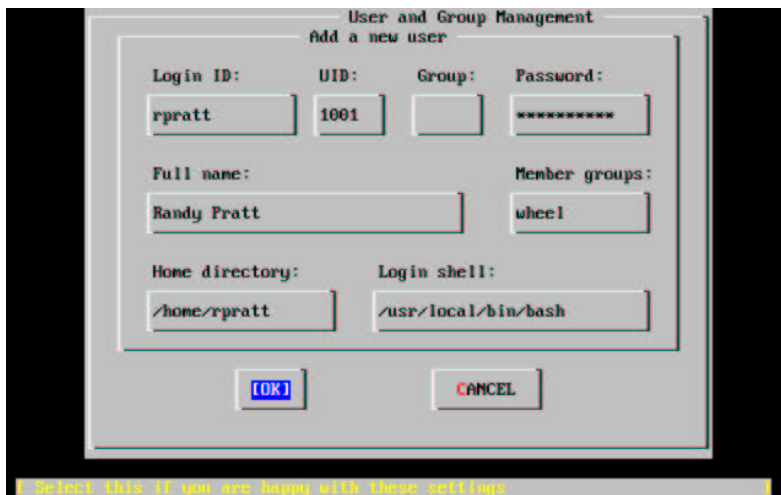 User and Group Management
Add a new user
Login ID: UID: Group: Password:
rpratt 1001 **********
Full name: Member groups:
Randy Pratt wheel
Home directory: Login shell:
/home/rpratt /usr/local/bin/bash
[OK] CANCEL
[ Select this if you are happy with these settings ]